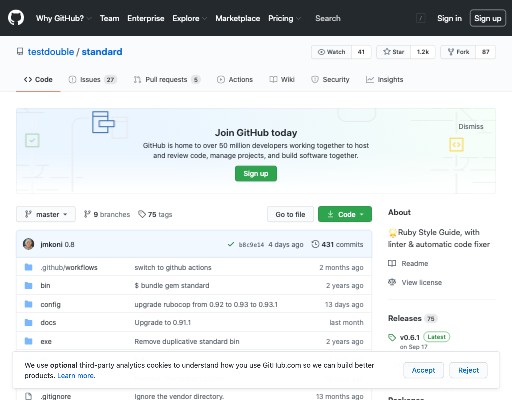 Why GitHub? Team Enterprise Explore Marketplace Pricing Search / Sign in Sign up
testdouble / standard Watch 41 Star 1.2k Fork 87
Code Issues 27 Pull requests 5 Actions Wiki Security Insights
Join GitHub today
Dismiss
GitHub is home to over 50 million developers working together to host
and review code, manage projects, and build software together.
Sign up
master 9 branches 75 tags Go to file Code
About
Ruby Style Guide, with
linter & automatic code fixer
Readme
View license
jmkoni 0.8 b8c9e14 4 days ago 431 commits
.github/workflows switch to github actions 2 months ago
bin $ bundle gem standard 2 years ago
config upgrade rubocop from 0.92 to 0.93 to 0.93.1 13 days ago
docs Upgrade to 0.91.1 last month
exe Remove duplicative standard bin 2 years ago
Releases 75
v0.6.1 Latest
on Sep 17
We use optional third-party analytics cookies to understand how you use GitHub.com so we can build better
products. Learn more.
Accept Reject
.gitignore Ignore the vendor directory. 13 months ago